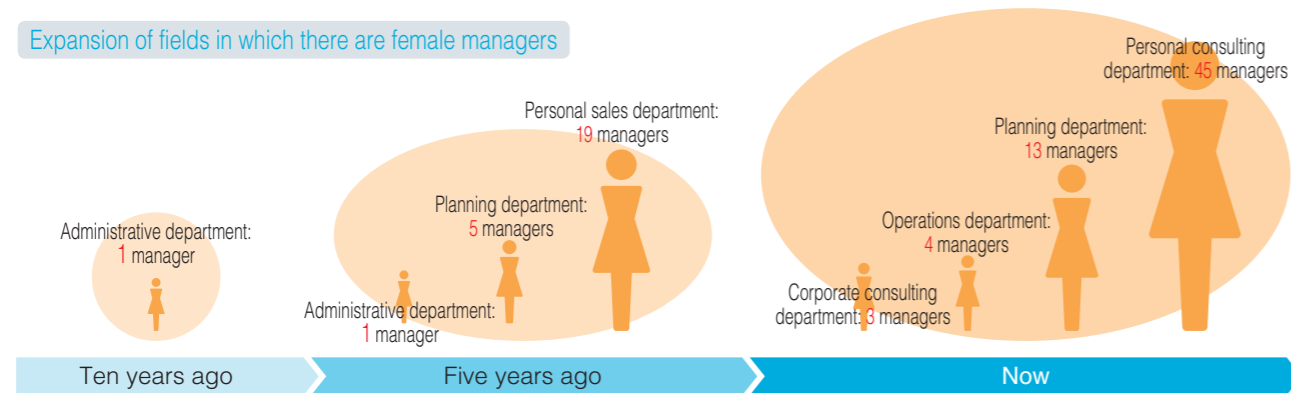 Expansion of fields in which there are female managers
Administrative department:
1 manager
Personal sales department:
19 managers
Planning department:
5 managers
Administrative department:
1 manager
Personal consulting
department: 45 managers
Planning department:
13 managers
Operations department:
4 managers
Corporate consulting
department: 3 managers
Ten years ago
Five years ago
Now